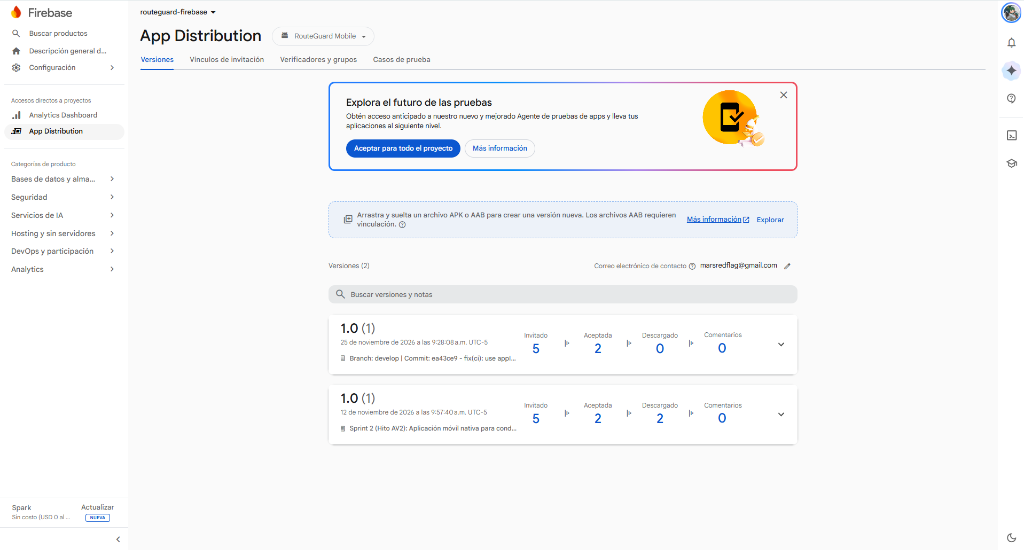 Firebase
Buscar productos
Descripción general d...
Configuración
Accesos directos a proyectos
Analytics Dashboard
App Distribution
Categorías de producto
Bases de datos y alma...
Seguridad
Servicios de IA
Hosting y sin servidores
DevOps y participación
Analytics
Spark
Actualizar
Sin costo (USD 0 al ...
NUEVA
routeguard-firebase
App Distribution
RouteGuard Mobile
Versiones
Vínculos de invitación
Verificadores y grupos
Casos de prueba
Explora el futuro de las pruebas
Obtén acceso anticipado a nuestro nuevo y mejorado Agente de pruebas de apps y lleva tus
aplicaciones al siguiente nivel.
Aceptar para todo el proyecto
Más información
Arrastra y suelta un archivo APK o AAB para crear una versión nueva. Los archivos AAB requieren
vinculación.
Más información
Explorar
Versiones (2)
Correo electrónico de contacto
marsredflag@gmail.com
Buscar versiones y notas
1.0 (1)
25 de noviembre de 2026 a las 9:28:08 a.m. UTC-5
Branch: develop | Commit: ea43ce9 - fix(ci): use appl...
Invitado
5
Aceptada
2
Descargado
0
Comentarios
0
1.0 (1)
12 de noviembre de 2026 a las 9:57:40 a.m. UTC-5
Sprint 2 (Hito AV2): Aplicación móvil nativa para cond...
Invitado
5
Aceptada
2
Descargado
2
Comentarios
0